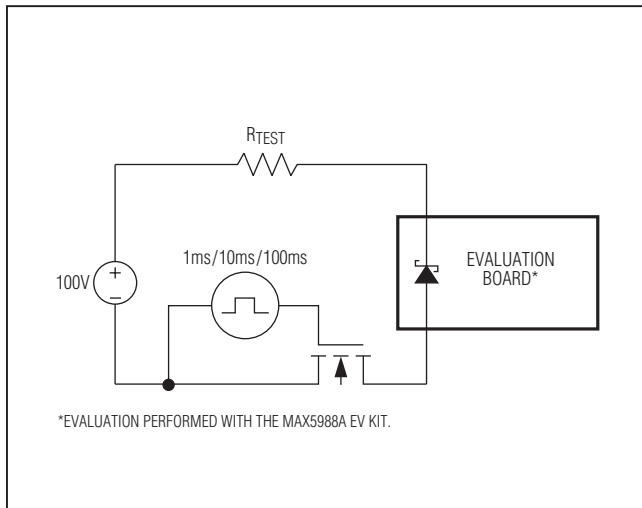 RTEST
1ms/10ms/100ms
100V
+
–
EVALUATION
BOARD*
*EVALUATION PERFORMED WITH THE MAX5988A EV KIT.